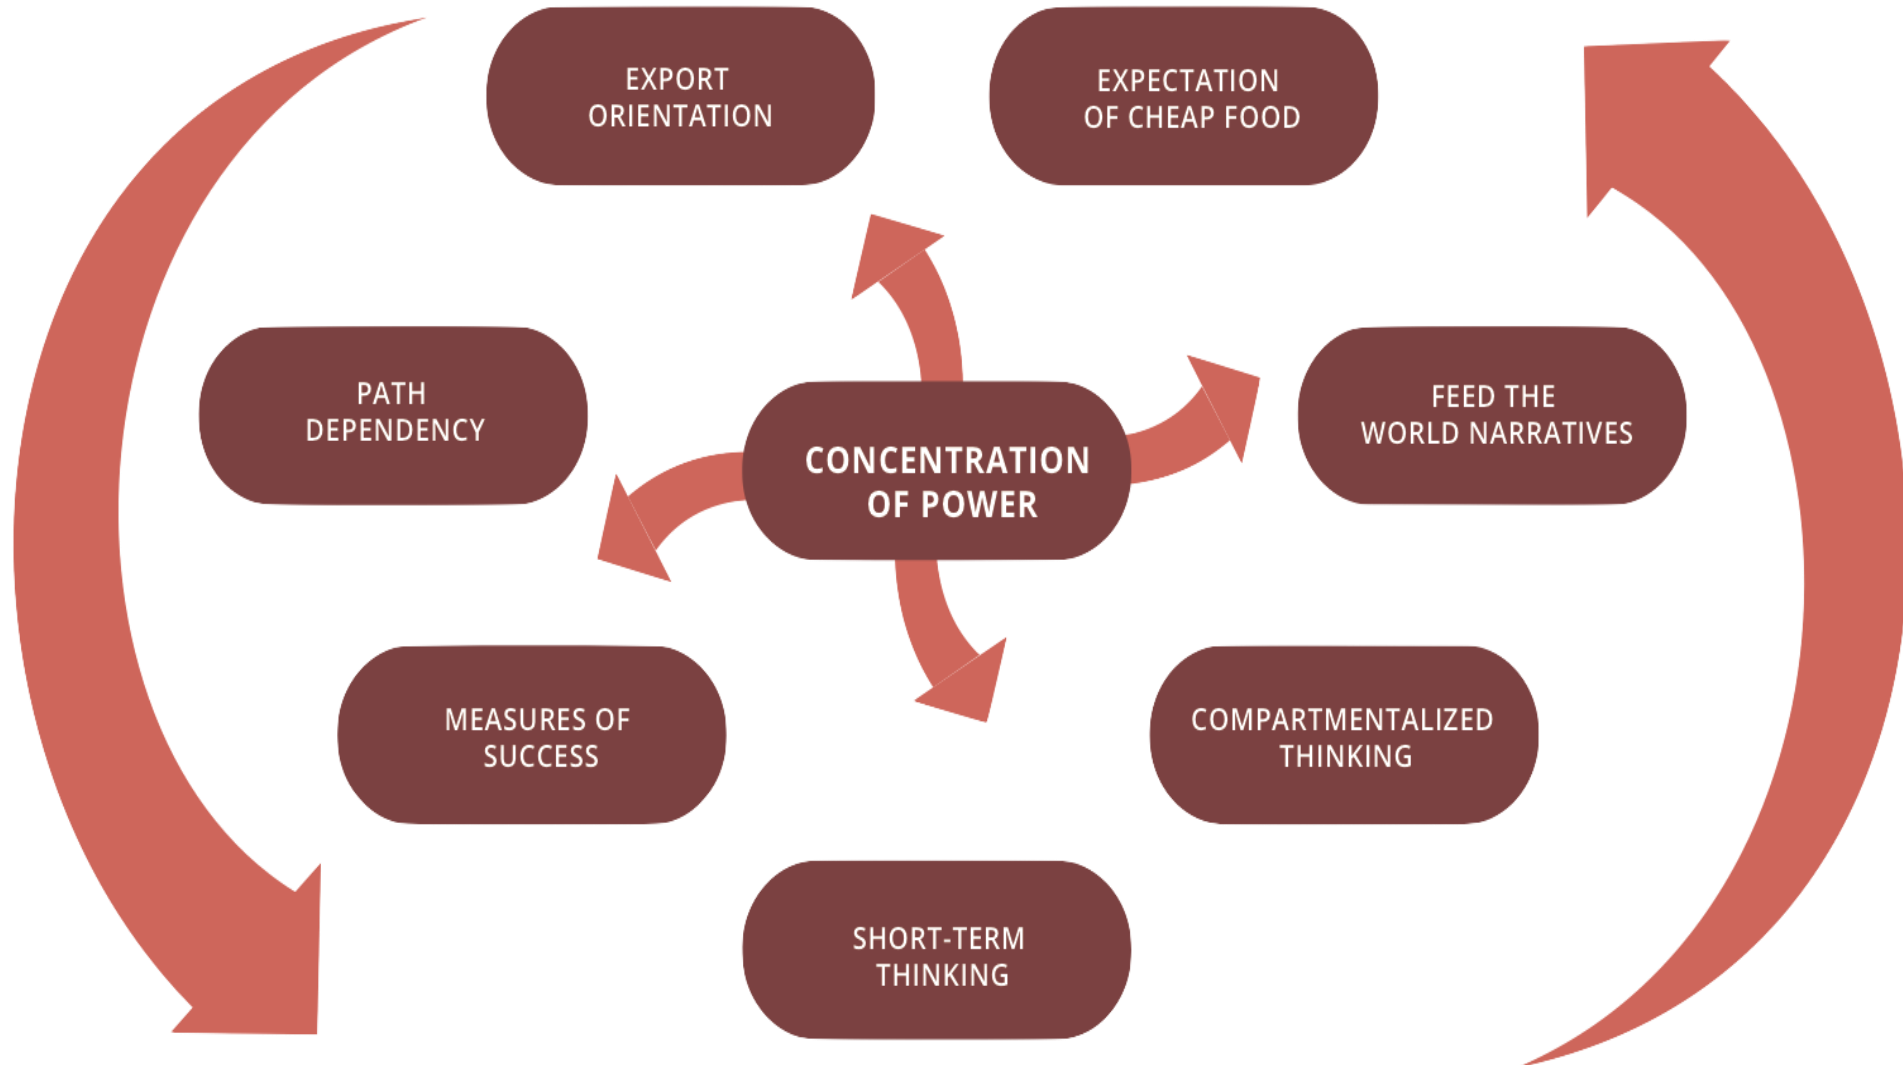 EXPORT
ORIENTATION
EXPECTATION
OF CHEAP FOOD
PATH
DEPENDENCY
FEED THE
WORLD NARRATIVES
CONCENTRATION
OF POWER
MEASURES OF
SUCCESS
COMPARTMENTALIZED
THINKING
SHORT-TERM
THINKING